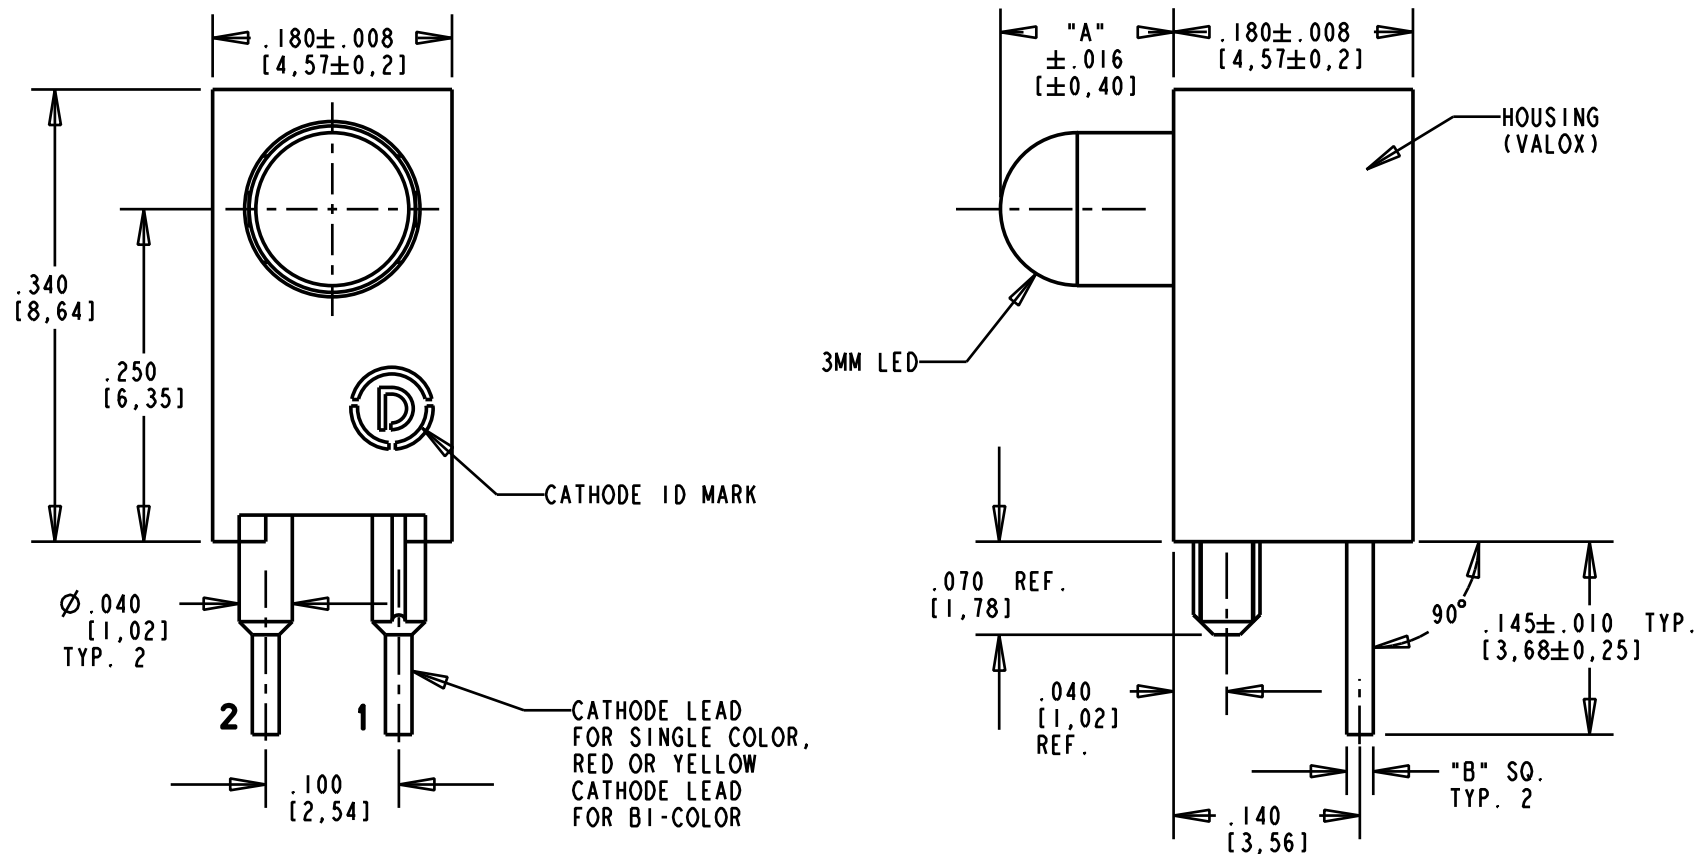 .180±.008
[4,57±0,2]
"A"
±.016
[±0,40]
.180±.008
[4,57±0,2]
HOUSING
(VALOX)
.340
[8,64]
.250
[6,35]
3MM LED
D
CATHODE ID MARK
Ø.040
[1,02]
TYP. 2
.070 REF.
[1,78]
90°
.145±.010 TYP.
[3,68±0,25]
2
1
CATHODE LEAD
FOR SINGLE COLOR,
RED OR YELLOW
CATHODE LEAD
FOR BI-COLOR
.040
[1,02]
REF.
.100
[2,54]
"B" SQ.
TYP. 2
.140
[3,56]